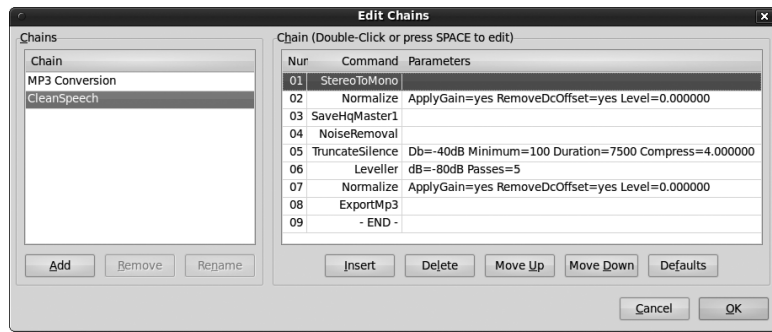 Edit Chains
Chains
Chain
MP3 Conversion
CleanSpeech
Add
Remove
Rename
Chain (Double-Click or press SPACE to edit)
Nur Command Parameters
01 StereoToMono
02 Normalize ApplyGain=yes RemoveDcOffset=yes Level=0.000000
03 SaveHqMaster1
04 NoiseRemoval
05 TruncateSilence Db=-40dB Minimum=100 Duration=7500 Compress=4.000000
06 Leveller dB=-80dB Passes=5
07 Normalize ApplyGain=yes RemoveDcOffset=yes Level=0.000000
08 ExportMp3
09 - END -
Insert
Delete
Move Up
Move Down
Defaults
Cancel
OK